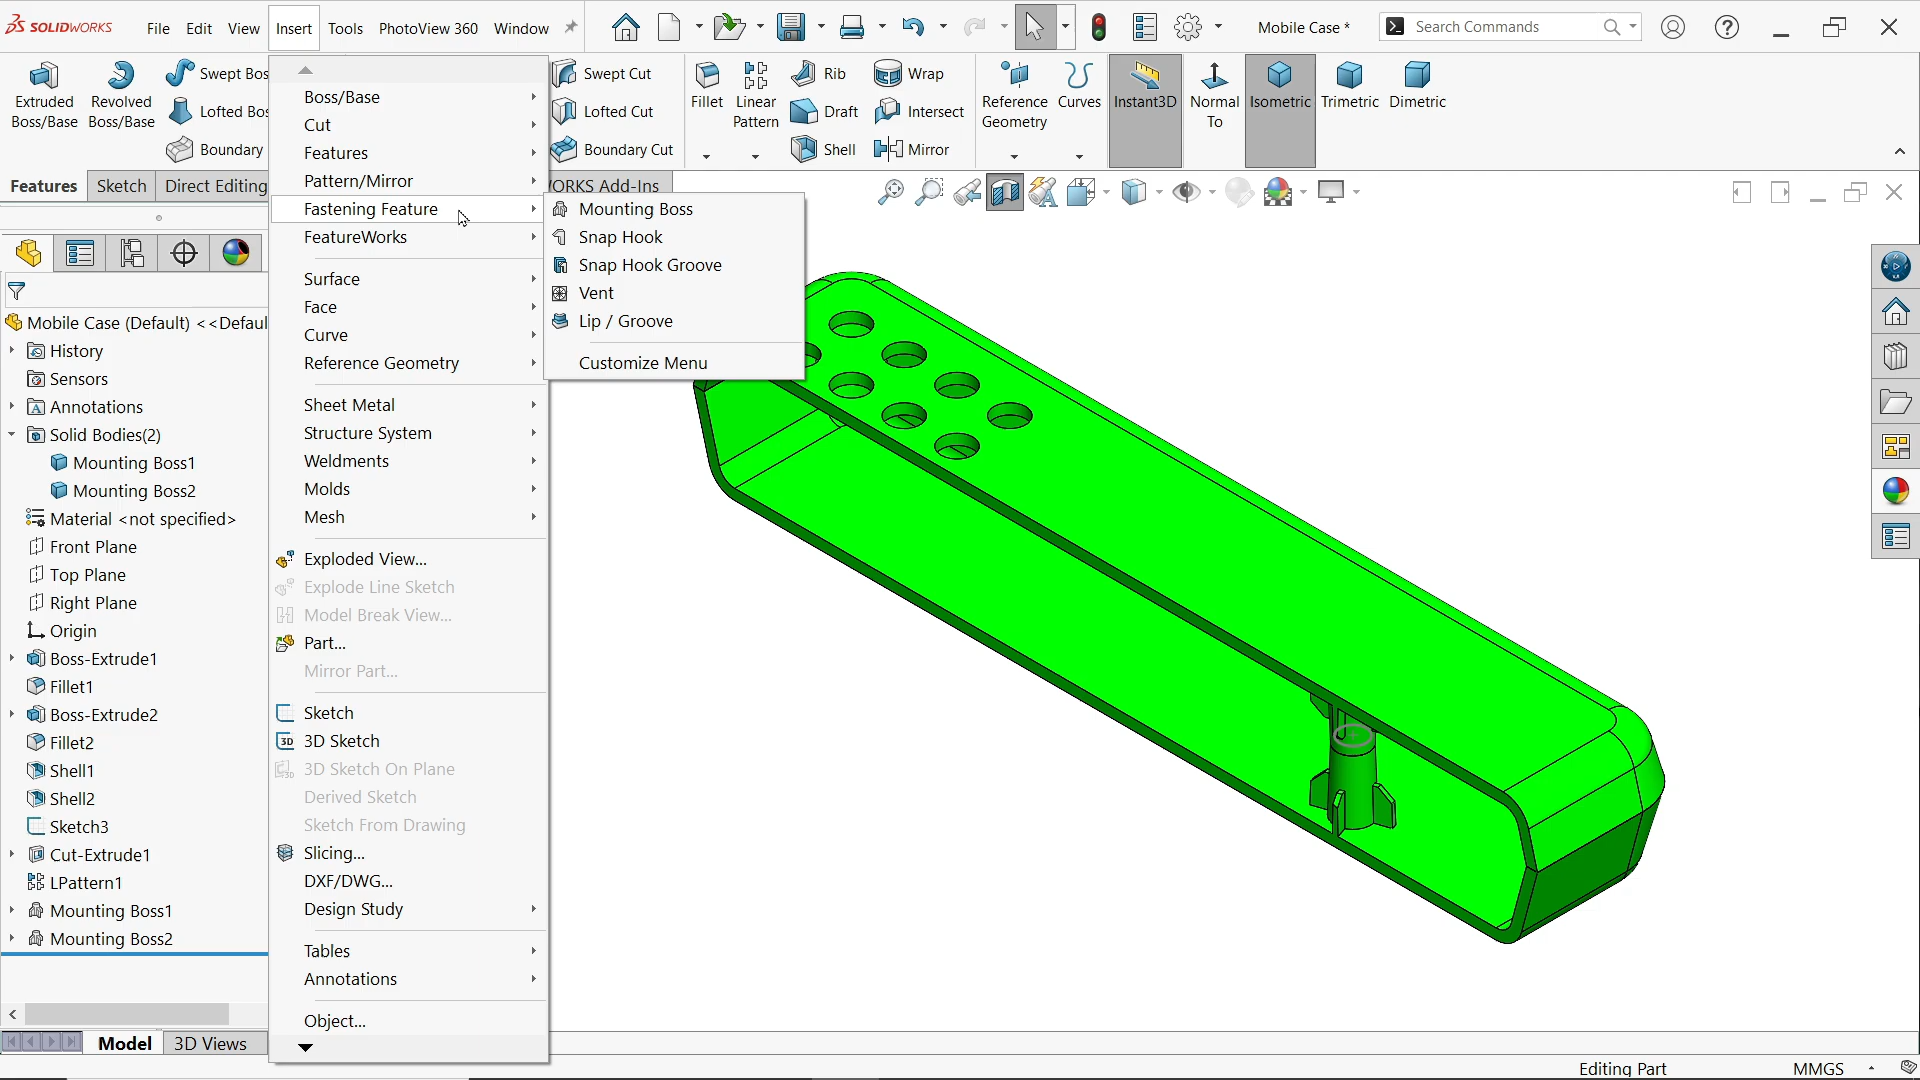 SOLIDWORKS
File Edit View Insert Tools PhotoView 360 Window
Mobile Case *
Search Commands
Extruded Boss/Base
Revolved Boss/Base
Swept Bos
Lofted Bos
Boundary
Swept Cut
Lofted Cut
Boundary Cut
Fillet
Linear Pattern
Rib
Draft
Shell
Wrap
Intersect
Mirror
Reference Geometry
Curves
Instant3D
Normal To
Isometric
Trimetric
Dimetric
Features Sketch Direct Editing
ORKS Add-Ins
Mobile Case (Default) <<Defaul
History
Sensors
Annotations
Solid Bodies(2)
Mounting Boss1
Mounting Boss2
Material <not specified>
Front Plane
Top Plane
Right Plane
Origin
Boss-Extrude1
Fillet1
Boss-Extrude2
Fillet2
Shell1
Shell2
Sketch3
Cut-Extrude1
LPattern1
Mounting Boss1
Mounting Boss2
Boss/Base
Cut
Features
Pattern/Mirror
Fastening Feature
FeatureWorks
Surface
Face
Curve
Reference Geometry
Sheet Metal
Structure System
Weldments
Molds
Mesh
Exploded View...
Explode Line Sketch
Model Break View...
Part...
Mirror Part...
Sketch
3D Sketch
3D Sketch On Plane
Derived Sketch
Sketch From Drawing
Slicing...
DXF/DWG...
Design Study
Tables
Annotations
Object...
Mounting Boss
Snap Hook
Snap Hook Groove
Vent
Lip / Groove
Customize Menu
Model 3D Views
Editing Part
MMGS